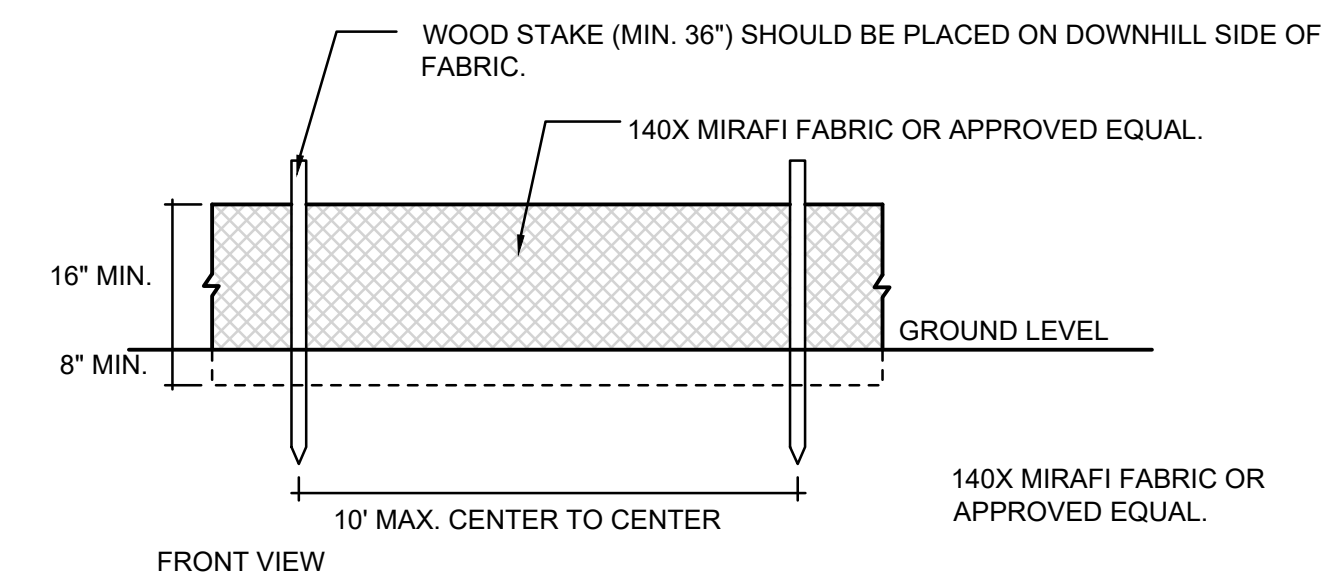 WOOD STAKE (MIN. 36") SHOULD BE PLACED ON DOWNHILL SIDE OF
FABRIC.
140X MIRAFI FABRIC OR APPROVED EQUAL.
16" MIN.
GROUND LEVEL
8" MIN.
140X MIRAFI FABRIC OR
APPROVED EQUAL.
10' MAX. CENTER TO CENTER
FRONT VIEW